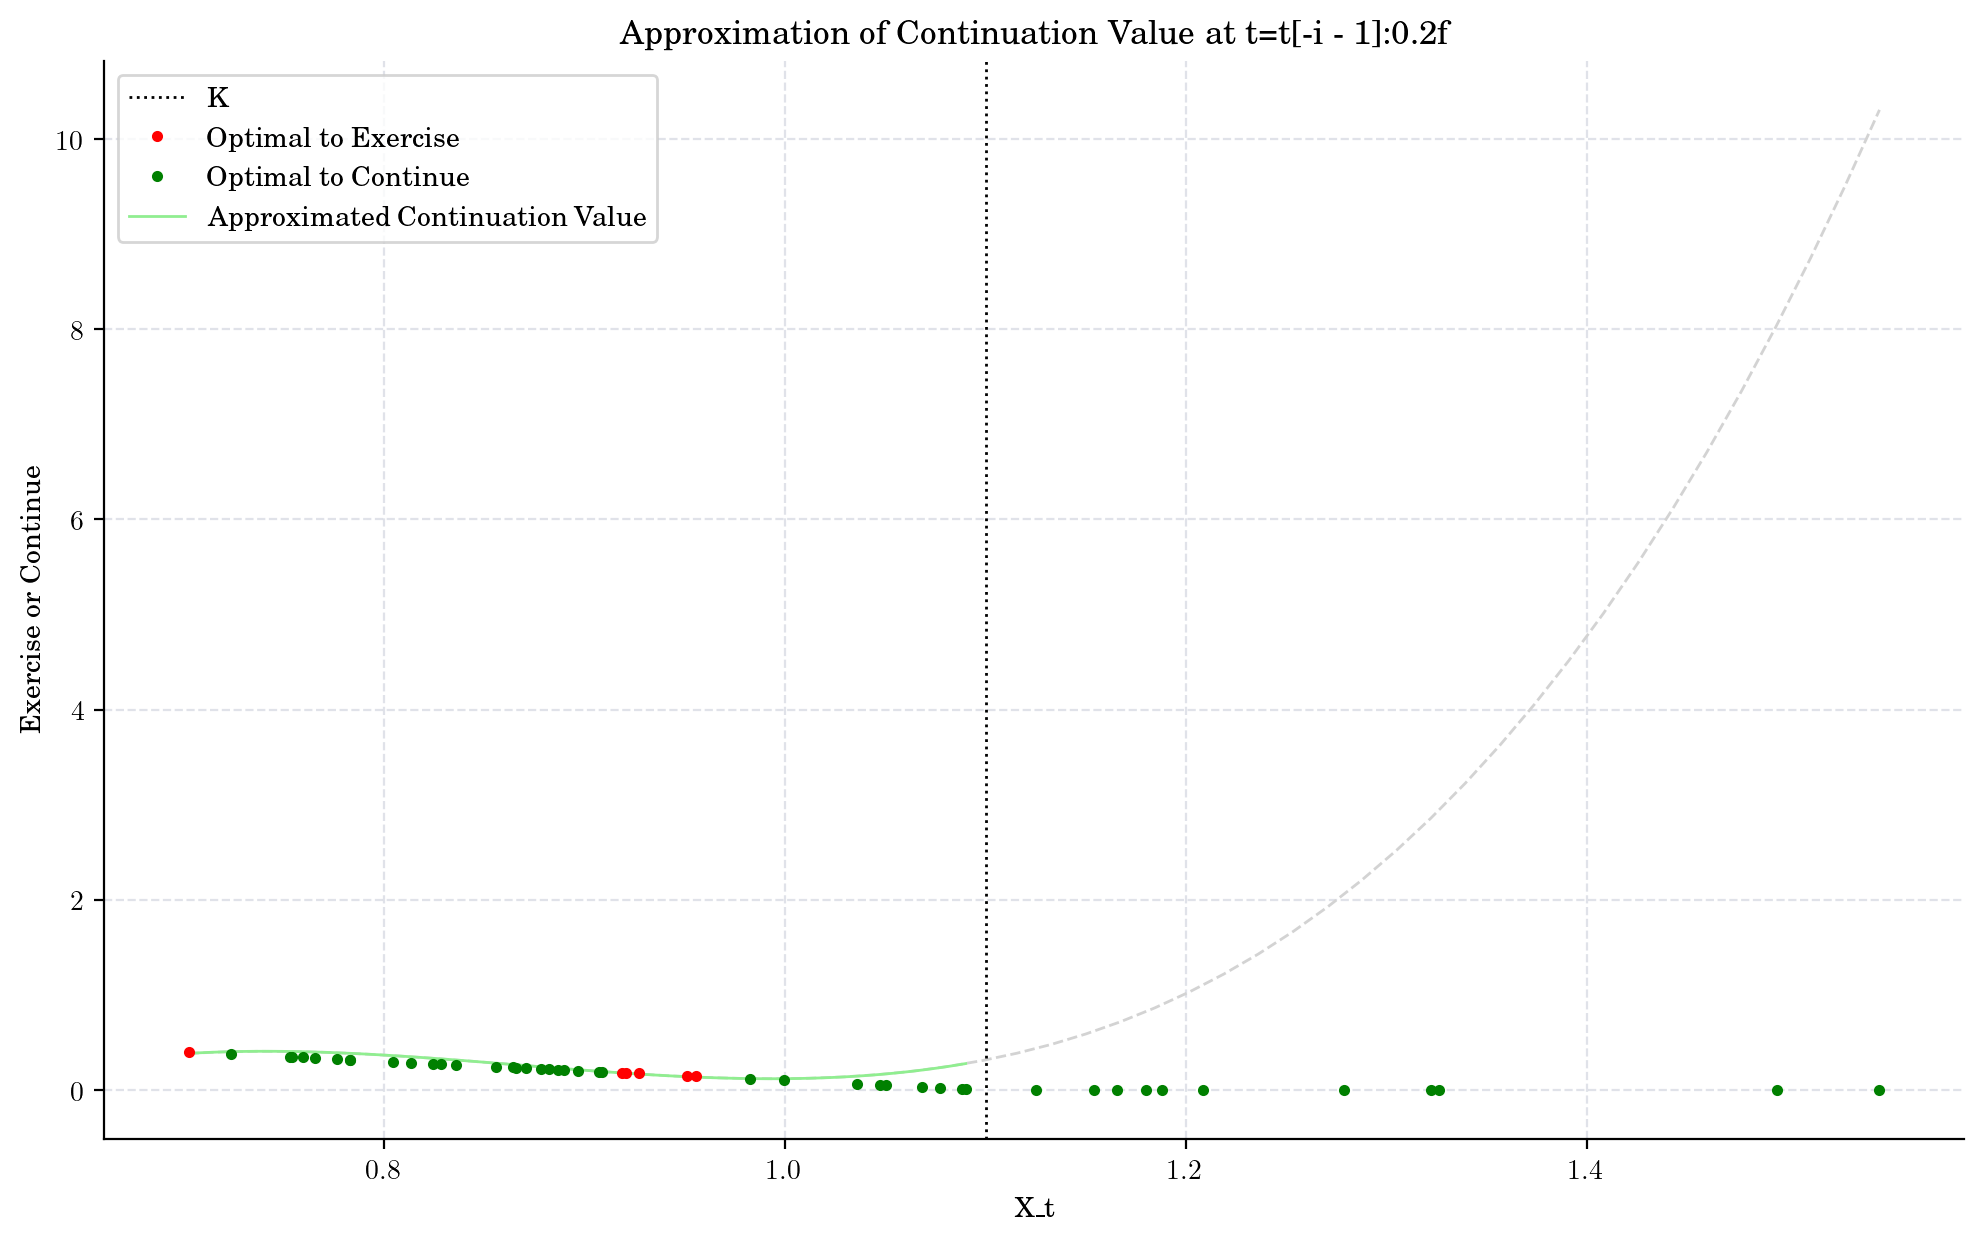 Approximation of Continuation Value at t=t[-i - 1]:0.2f
K
Optimal to Exercise
Optimal to Continue
Approximated Continuation Value
Exercise or Continue
10
8
6
4
2
0
0.8
1.0
1.2
1.4
X_t